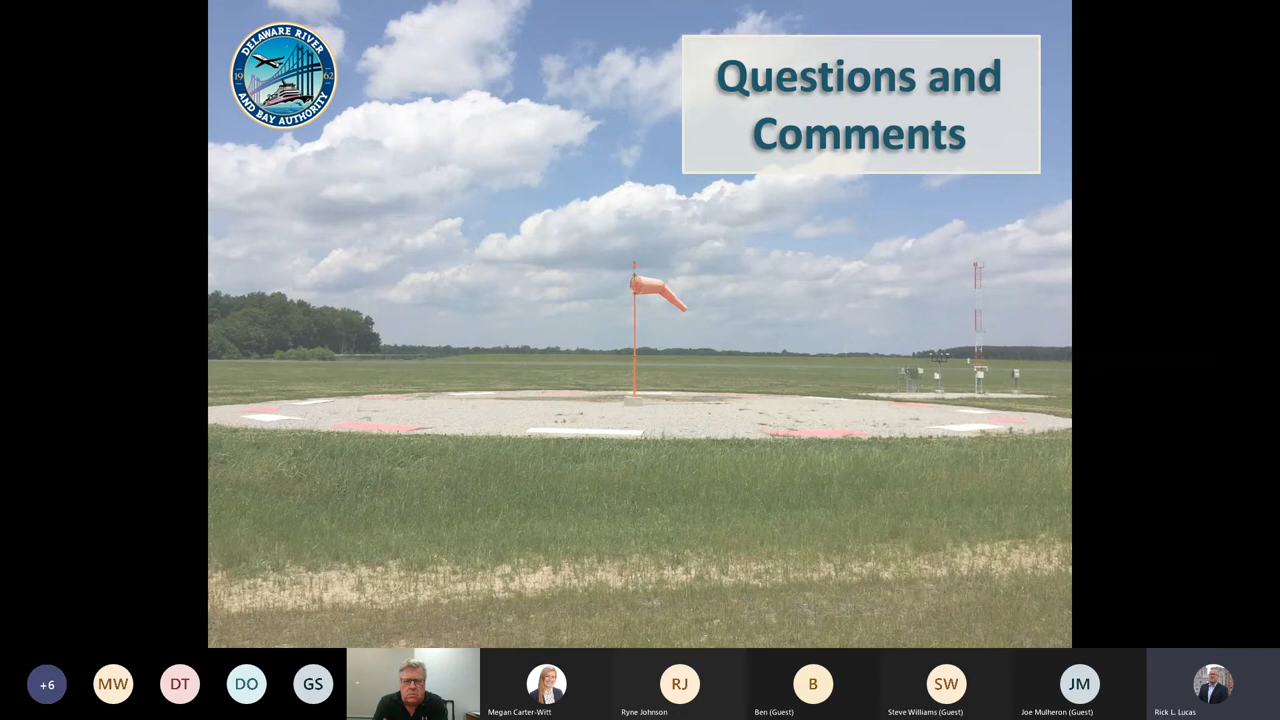 DELAWARE RIVER
19 62
AND BAY AUTHORITY
Questions and
Comments
+6
MW
DT
DO
GS
Megan Carter-Witt
RJ
Ryne Johnson
B
Ben (Guest)
SW
Steve Williams (Guest)
JM
Joe Mulheron (Guest)
Rick L. Lucas